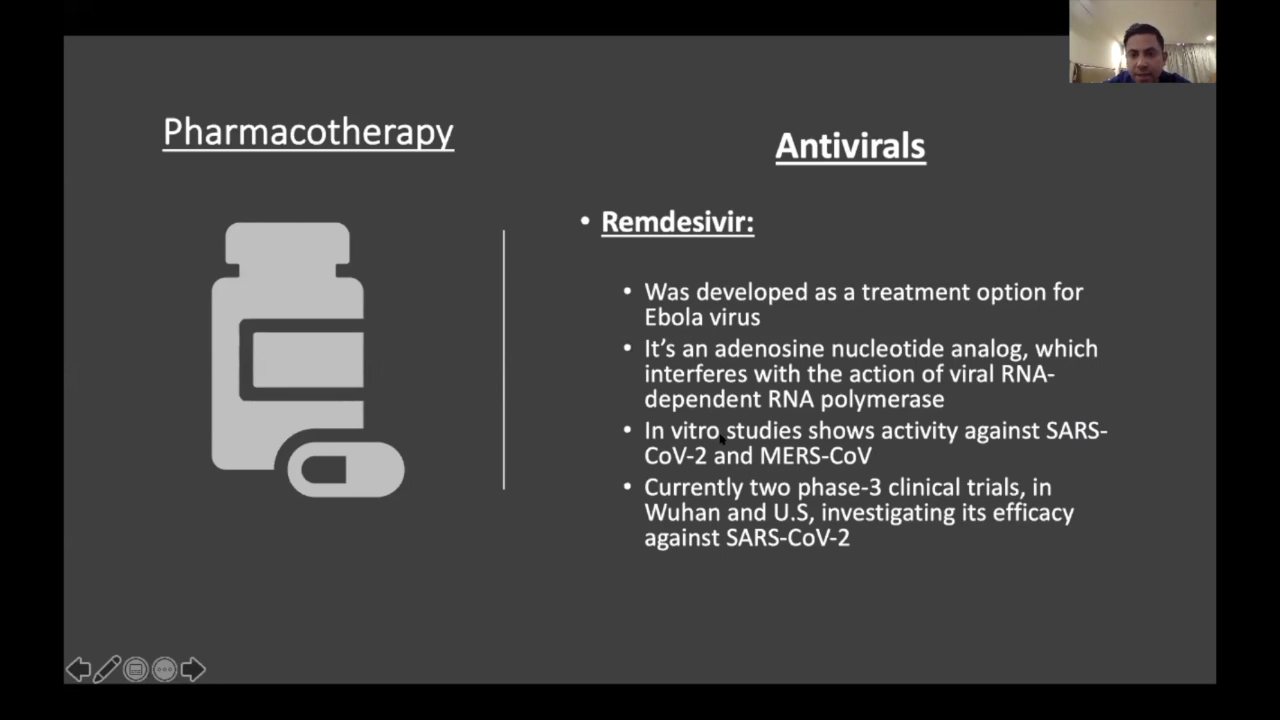 Pharmacotherapy
Antivirals
• Remdesivir:
• Was developed as a treatment option for
Ebola virus
• It’s an adenosine nucleotide analog, which
interferes with the action of viral RNA-
dependent RNA polymerase
• In vitro studies shows activity against SARS-
CoV-2 and MERS-CoV
• Currently two phase-3 clinical trials, in
Wuhan and U.S, investigating its efficacy
against SARS-CoV-2